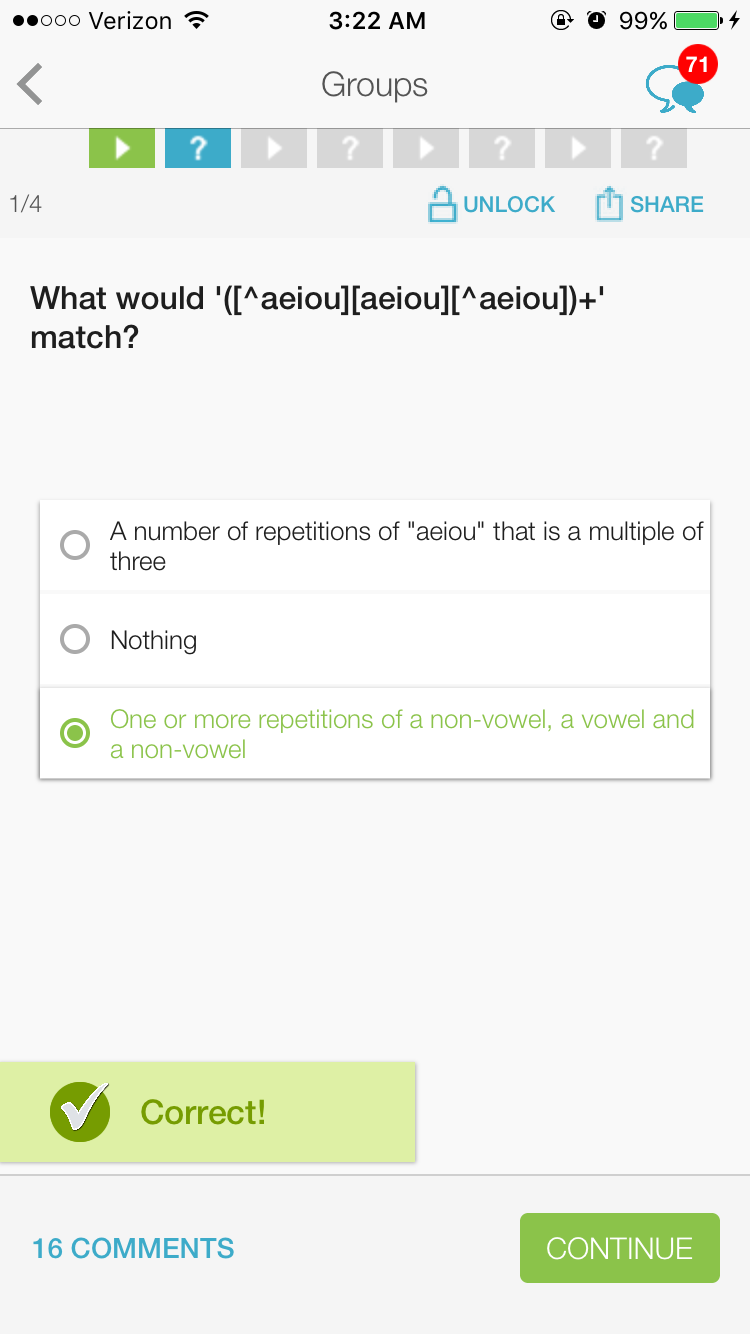 Verizon 3:22 AM 99%
Groups 71
? ? ? ?
1/4 UNLOCK SHARE
What would '([^aeiou][aeiou][^aeiou])+'
match?
A number of repetitions of "aeiou" that is a multiple of
three
Nothing
One or more repetitions of a non-vowel, a vowel and
a non-vowel
Correct!
16 COMMENTS CONTINUE